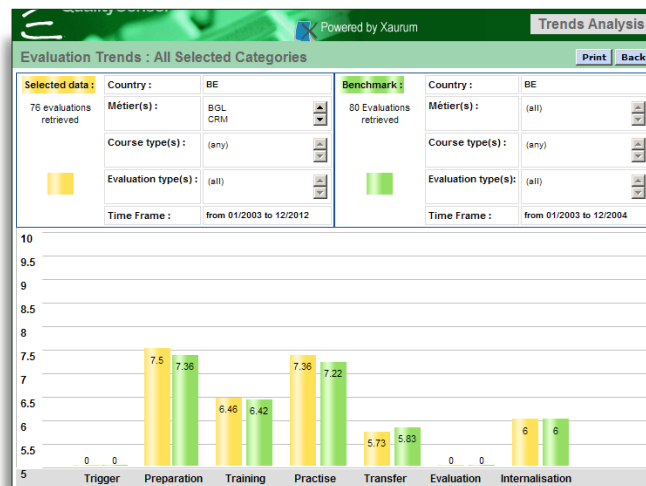 QualitySensor
Powered by Xaurum
Trends Analysis
Evaluation Trends : All Selected Categories
Print Back
Selected data : Country : BE Benchmark : Country : BE
76 evaluations retrieved Métier(s) : BGL CRM 80 Evaluations retrieved Métier(s) : (all)
Course type(s) : (any) Course type(s) : (any)
Evaluation type(s) : (all) Evaluation type(s): (all)
Time Frame : from 01/2003 to 12/2012 Time Frame : from 01/2003 to 12/2004
10
9.5
9
8.5
8
7.5
7
6.5
6
5.5
5
0 0 7.5 7.36 6.46 6.42 7.36 7.22 5.73 5.83 0 0 6 6
Trigger Preparation Training Practise Transfer Evaluation Internalisation